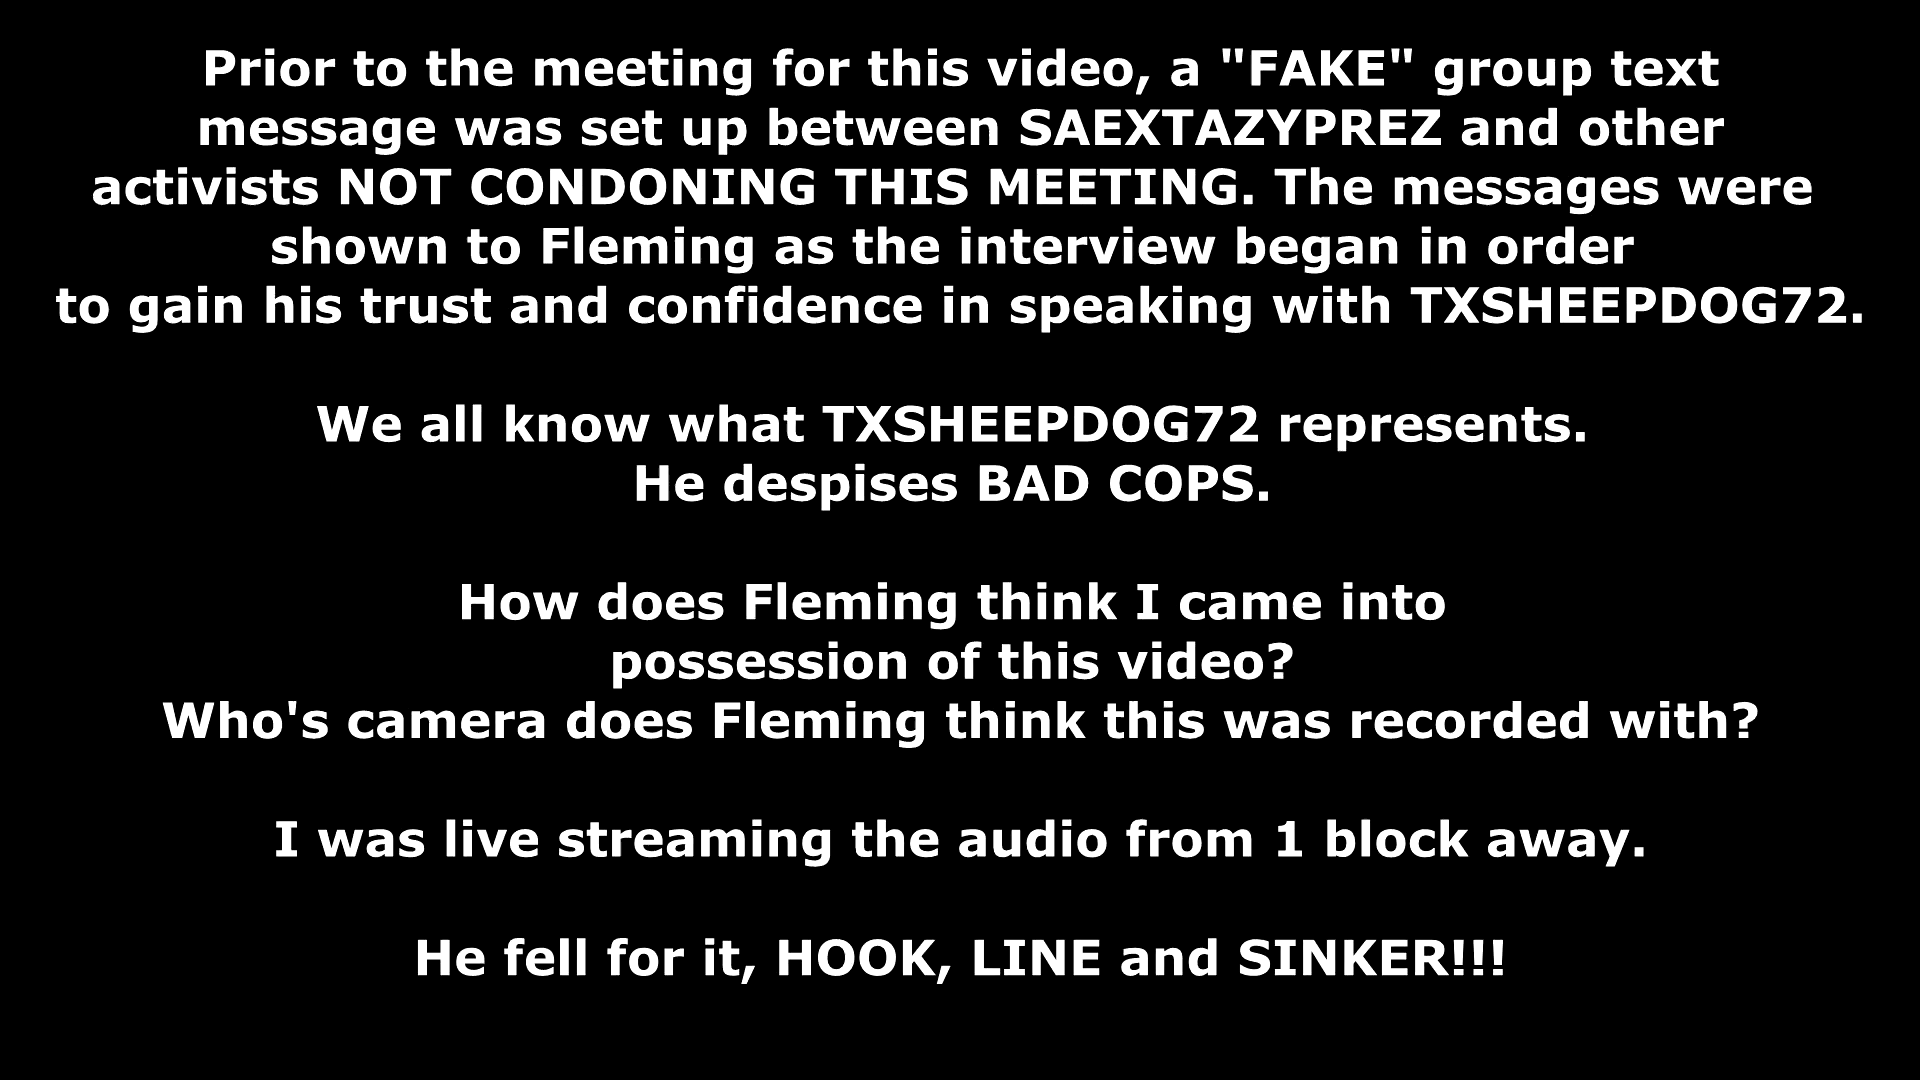 Prior to the meeting for this video, a "FAKE" group text
message was set up between SAEXTAZYPREZ and other
activists NOT CONDONING THIS MEETING. The messages were
shown to Fleming as the interview began in order
to gain his trust and confidence in speaking with TXSHEEPDOG72.
We all know what TXSHEEPDOG72 represents.
He despises BAD COPS.
How does Fleming think I came into
possession of this video?
Who's camera does Fleming think this was recorded with?
I was live streaming the audio from 1 block away.
He fell for it, HOOK, LINE and SINKER!!!